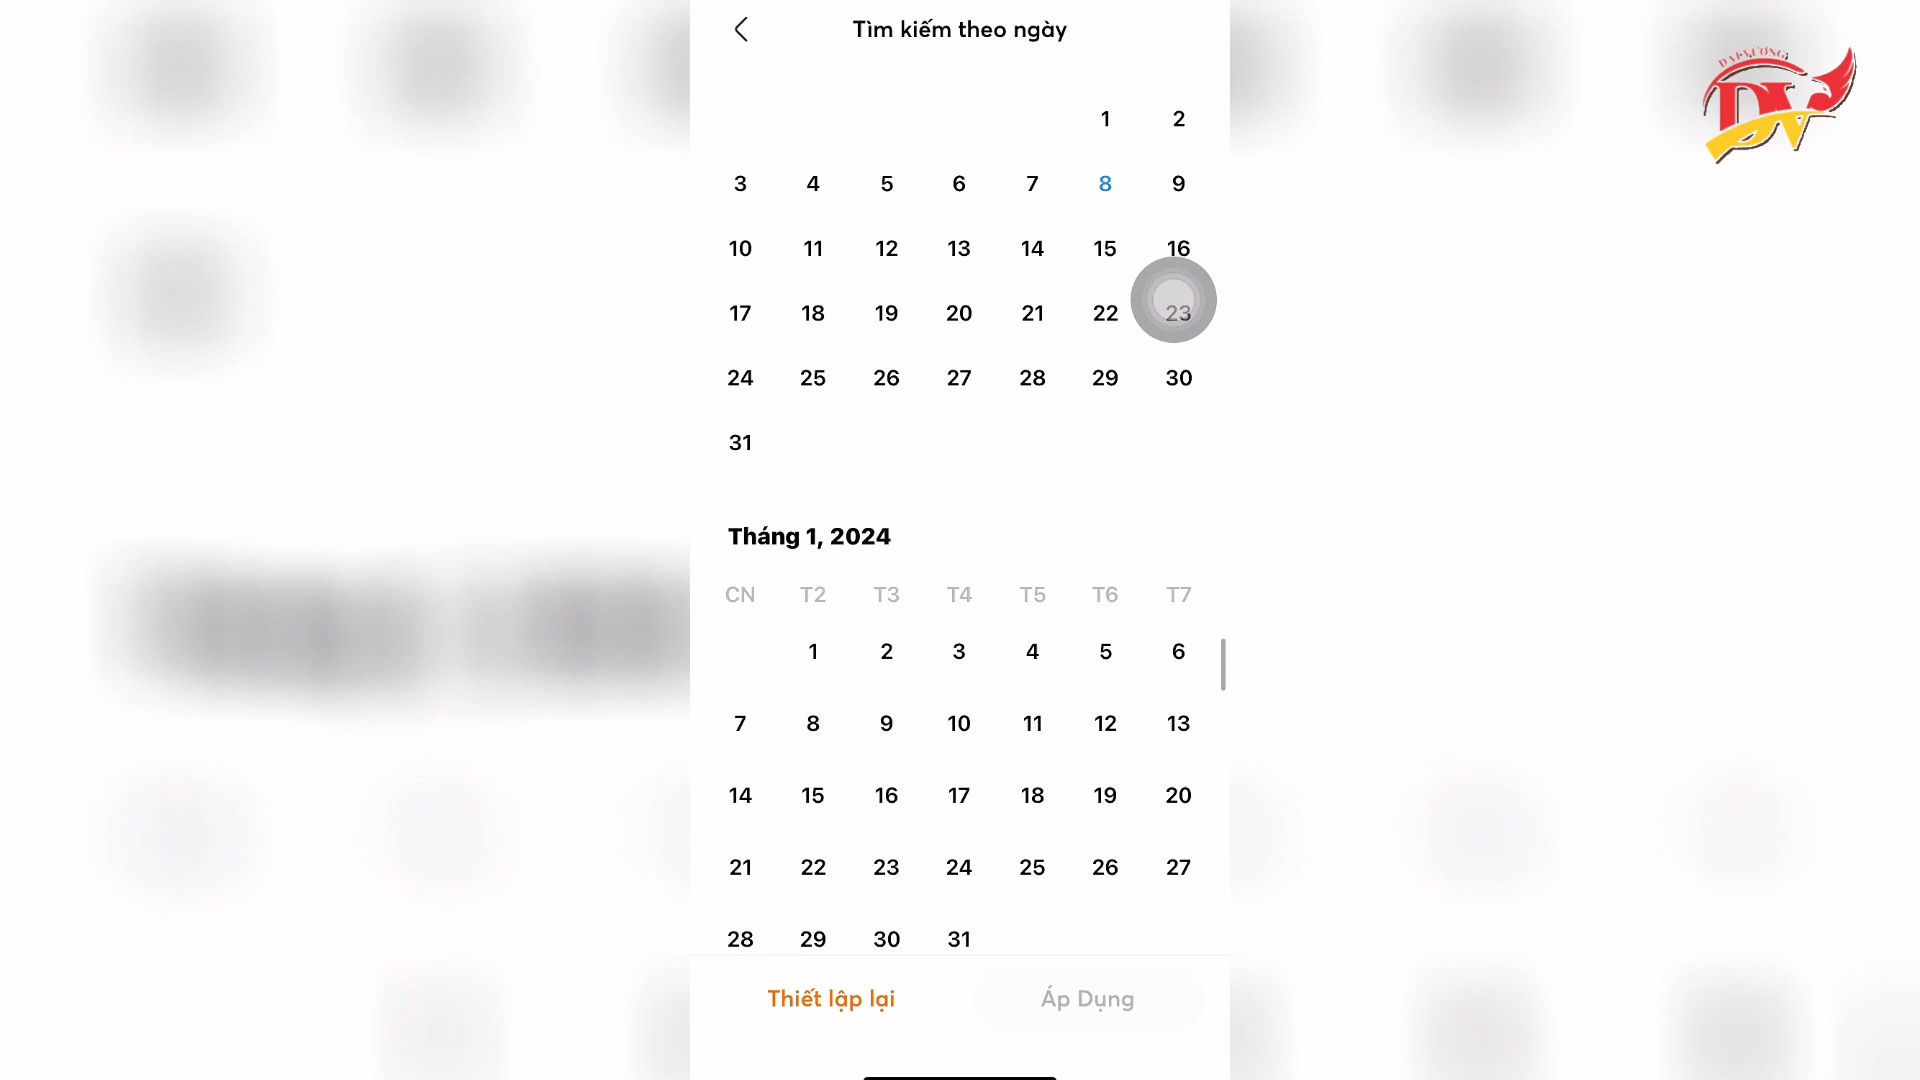 Tìm kiếm theo ngày
ĐẠI VƯƠNG
DV
1 2
3 4 5 6 7 8 9
10 11 12 13 14 15 16
17 18 19 20 21 22 23
24 25 26 27 28 29 30
31
Tháng 1, 2024
CN T2 T3 T4 T5 T6 T7
1 2 3 4 5 6
7 8 9 10 11 12 13
14 15 16 17 18 19 20
21 22 23 24 25 26 27
28 29 30 31
Thiết lập lại Áp Dụng